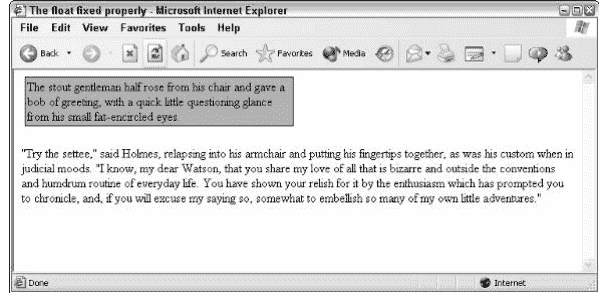 The float fixed properly - Microsoft Internet Explorer
File Edit View Favorites Tools Help
Back Search Favorites Media
The stout gentleman half rose from his chair and gave a
bob of greeting, with a quick little questioning glance
from his small fat-encircled eyes.
"Try the settee," said Holmes, relapsing into his armchair and putting his fingertips together, as was his custom when in
judicial moods. "I know, my dear Watson, that you share my love of all that is bizarre and outside the conventions
and humdrum routine of everyday life. You have shown your relish for it by the enthusiasm which has prompted you
to chronicle, and, if you will excuse my saying so, somewhat to embellish so many of my own little adventures."
Done Internet